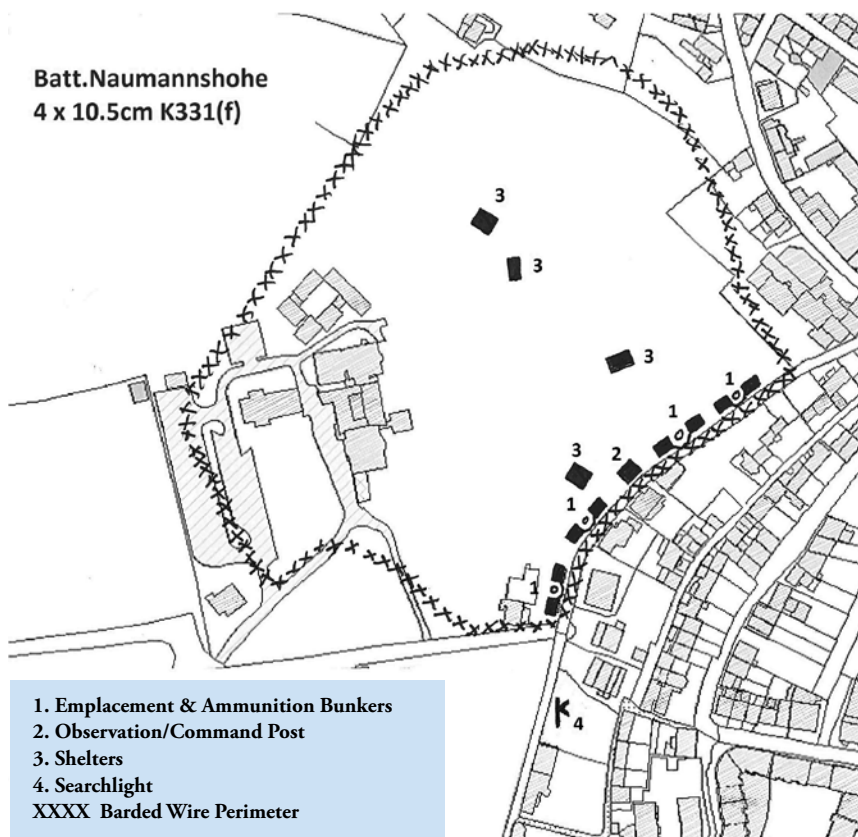 Batt.Naumannshohe
4 x 10.5cm K331(f)
3
3
3
1
1
3
2
1
1
4
1. Emplacement & Ammunition Bunkers
2. Observation/Command Post
3. Shelters
4. Searchlight
XXXX Barded Wire Perimeter